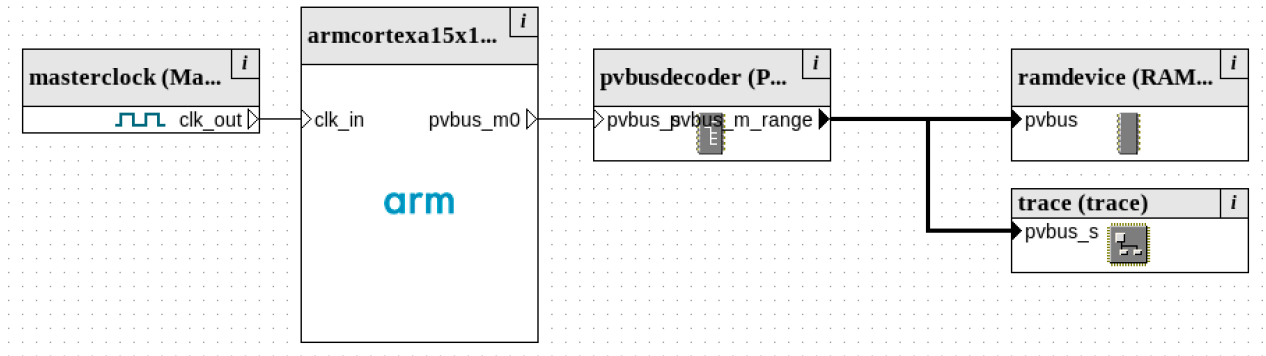 masterclock (Ma...
i
clk_out
armcortexa15x1...
i
clk_in
pvbus_m0
arm
pvbusdecoder (P...
i
pvbus_s
pvbus_m_range
ramdevice (RAM...
i
pvbus
trace (trace)
i
pvbus_s